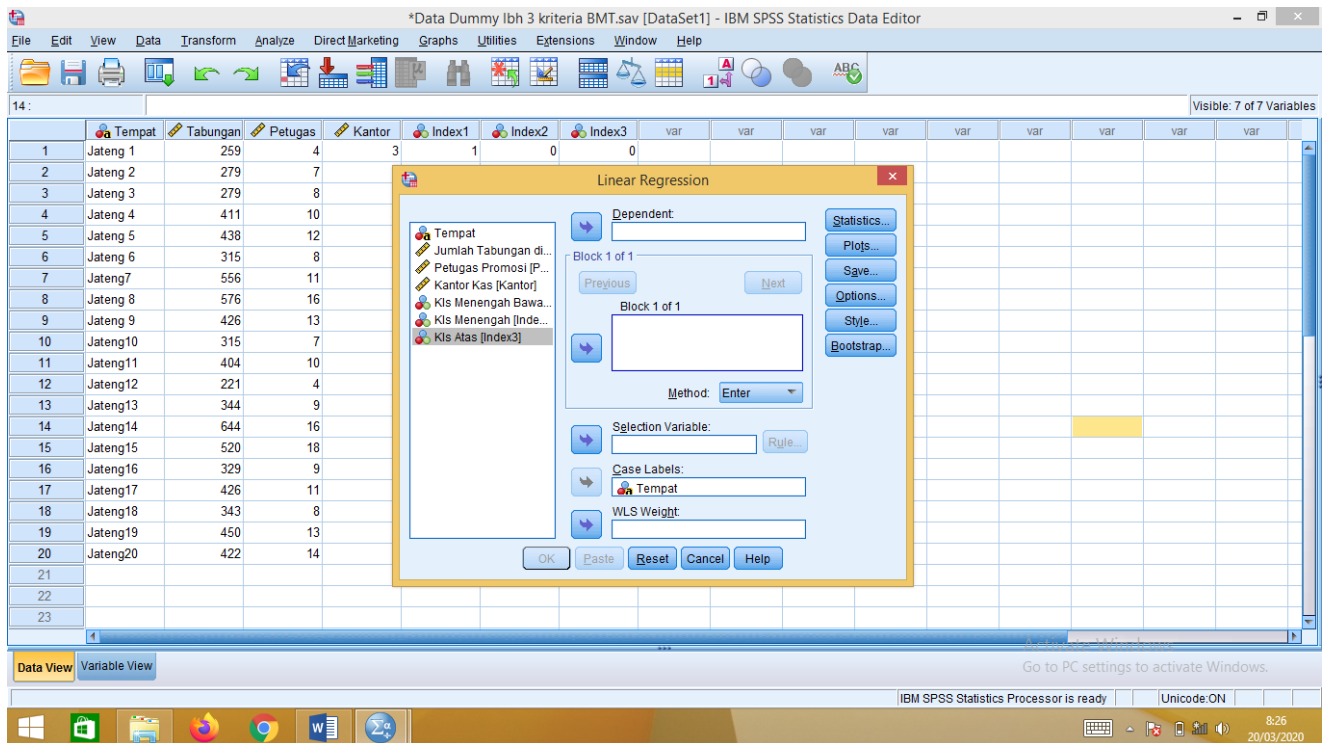 *Data Dummy lbh 3 kriteria BMT.sav [DataSet1] - IBM SPSS Statistics Data Editor
File Edit View Data Transform Analyze Direct Marketing Graphs Utilities Extensions Window Help
14 :
Visible: 7 of 7 Variables
Tempat Tabungan Petugas Kantor Index1 Index2 Index3 var var var var var var var var var
1 Jateng 1 259 4 3 1 0 0
2 Jateng 2 279 7
3 Jateng 3 279 8
4 Jateng 4 411 10
5 Jateng 5 438 12
6 Jateng 6 315 8
7 Jateng7 556 11
8 Jateng 8 576 16
9 Jateng 9 426 13
10 Jateng10 315 7
11 Jateng11 404 10
12 Jateng12 221 4
13 Jateng13 344 9
14 Jateng14 644 16
15 Jateng15 520 18
16 Jateng16 329 9
17 Jateng17 426 11
18 Jateng18 343 8
19 Jateng19 450 13
20 Jateng20 422 14
21
22
23
Linear Regression
Tempat
Jumlah Tabungan di...
Petugas Promosi [P...
Kantor Kas [Kantor]
Kls Menengah Bawa...
Kls Menengah [Inde...
Kls Atas [Index3]
Dependent:
Block 1 of 1
Previous Next
Block 1 of 1
Method: Enter
Selection Variable:
Rule...
Case Labels:
Tempat
WLS Weight:
Statistics...
Plots...
Save...
Options...
Style...
Bootstrap...
OK Paste Reset Cancel Help
Data View Variable View
Activate Windows
Go to PC settings to activate Windows.
IBM SPSS Statistics Processor is ready Unicode:ON
8:26
20/03/2020